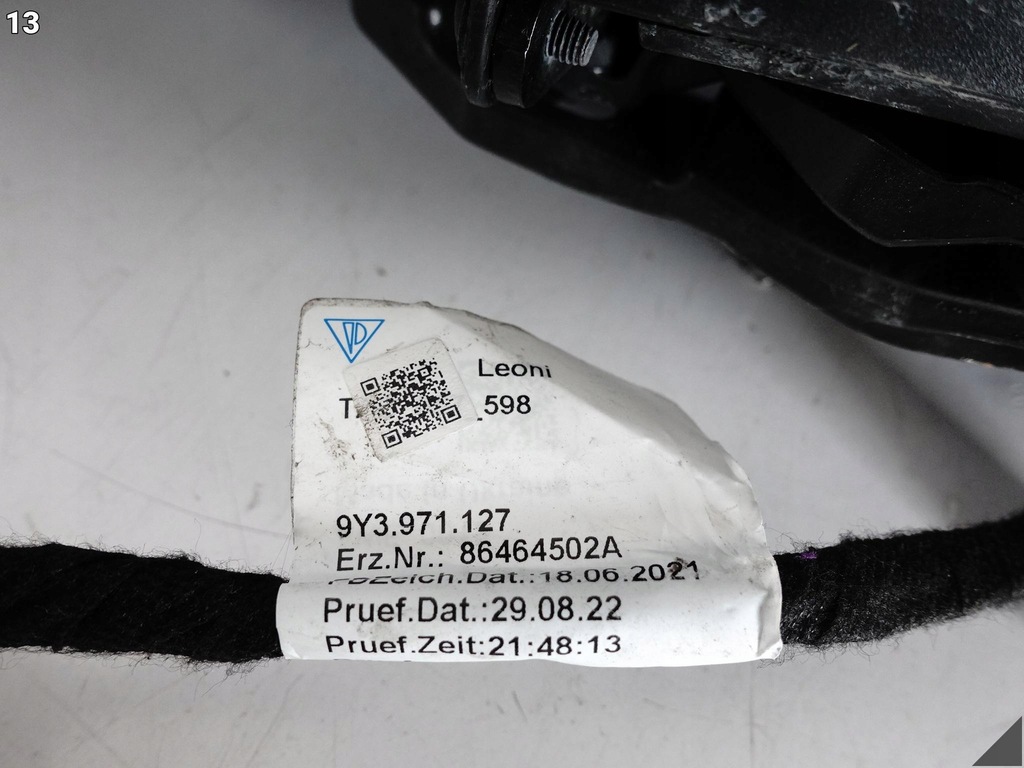 13
Leoni
_598
9Y3.971.127
Erz.Nr.: 86464502A
Dat.:18.06.2021
Pruef.Dat.:29.08.22
Pruef.Zeit:21:48:13